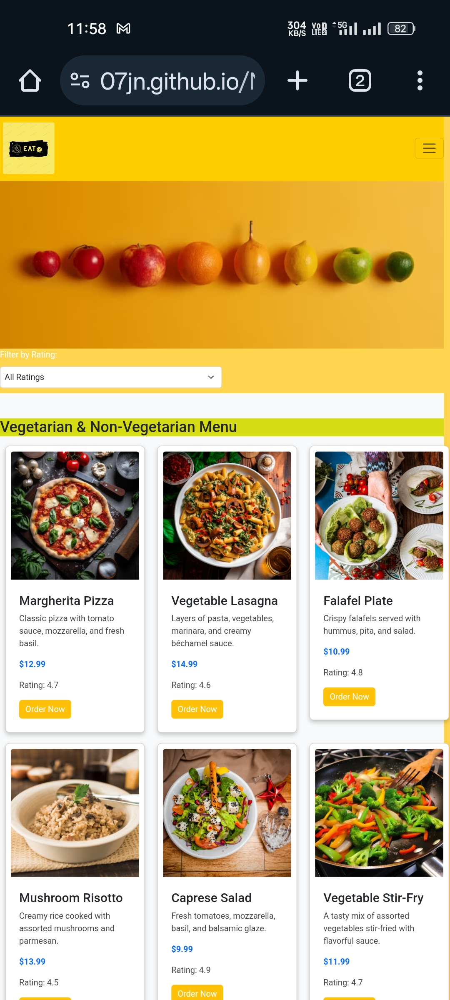 11:58
304 KB/S
Vo 1 LTE 2
5G
82
07jn.github.io/
2
EAT@
Filter by Rating:
All Ratings
Vegetarian & Non-Vegetarian Menu
Margherita Pizza
Classic pizza with tomato
sauce, mozzarella, and fresh
basil.
$12.99
Rating: 4.7
Order Now
Vegetable Lasagna
Layers of pasta, vegetables,
marinara, and creamy
béchamel sauce.
$14.99
Rating: 4.6
Order Now
Falafel Plate
Crispy falafels served with
hummus, pita, and salad.
$10.99
Rating: 4.8
Order Now
Mushroom Risotto
Creamy rice cooked with
assorted mushrooms and
parmesan.
$13.99
Rating: 4.5
Caprese Salad
Fresh tomatoes, mozzarella,
basil, and balsamic glaze.
$9.99
Rating: 4.9
Order Now
Vegetable Stir-Fry
A tasty mix of assorted
vegetables stir-fried with
flavorful sauce.
$11.99
Rating: 4.7